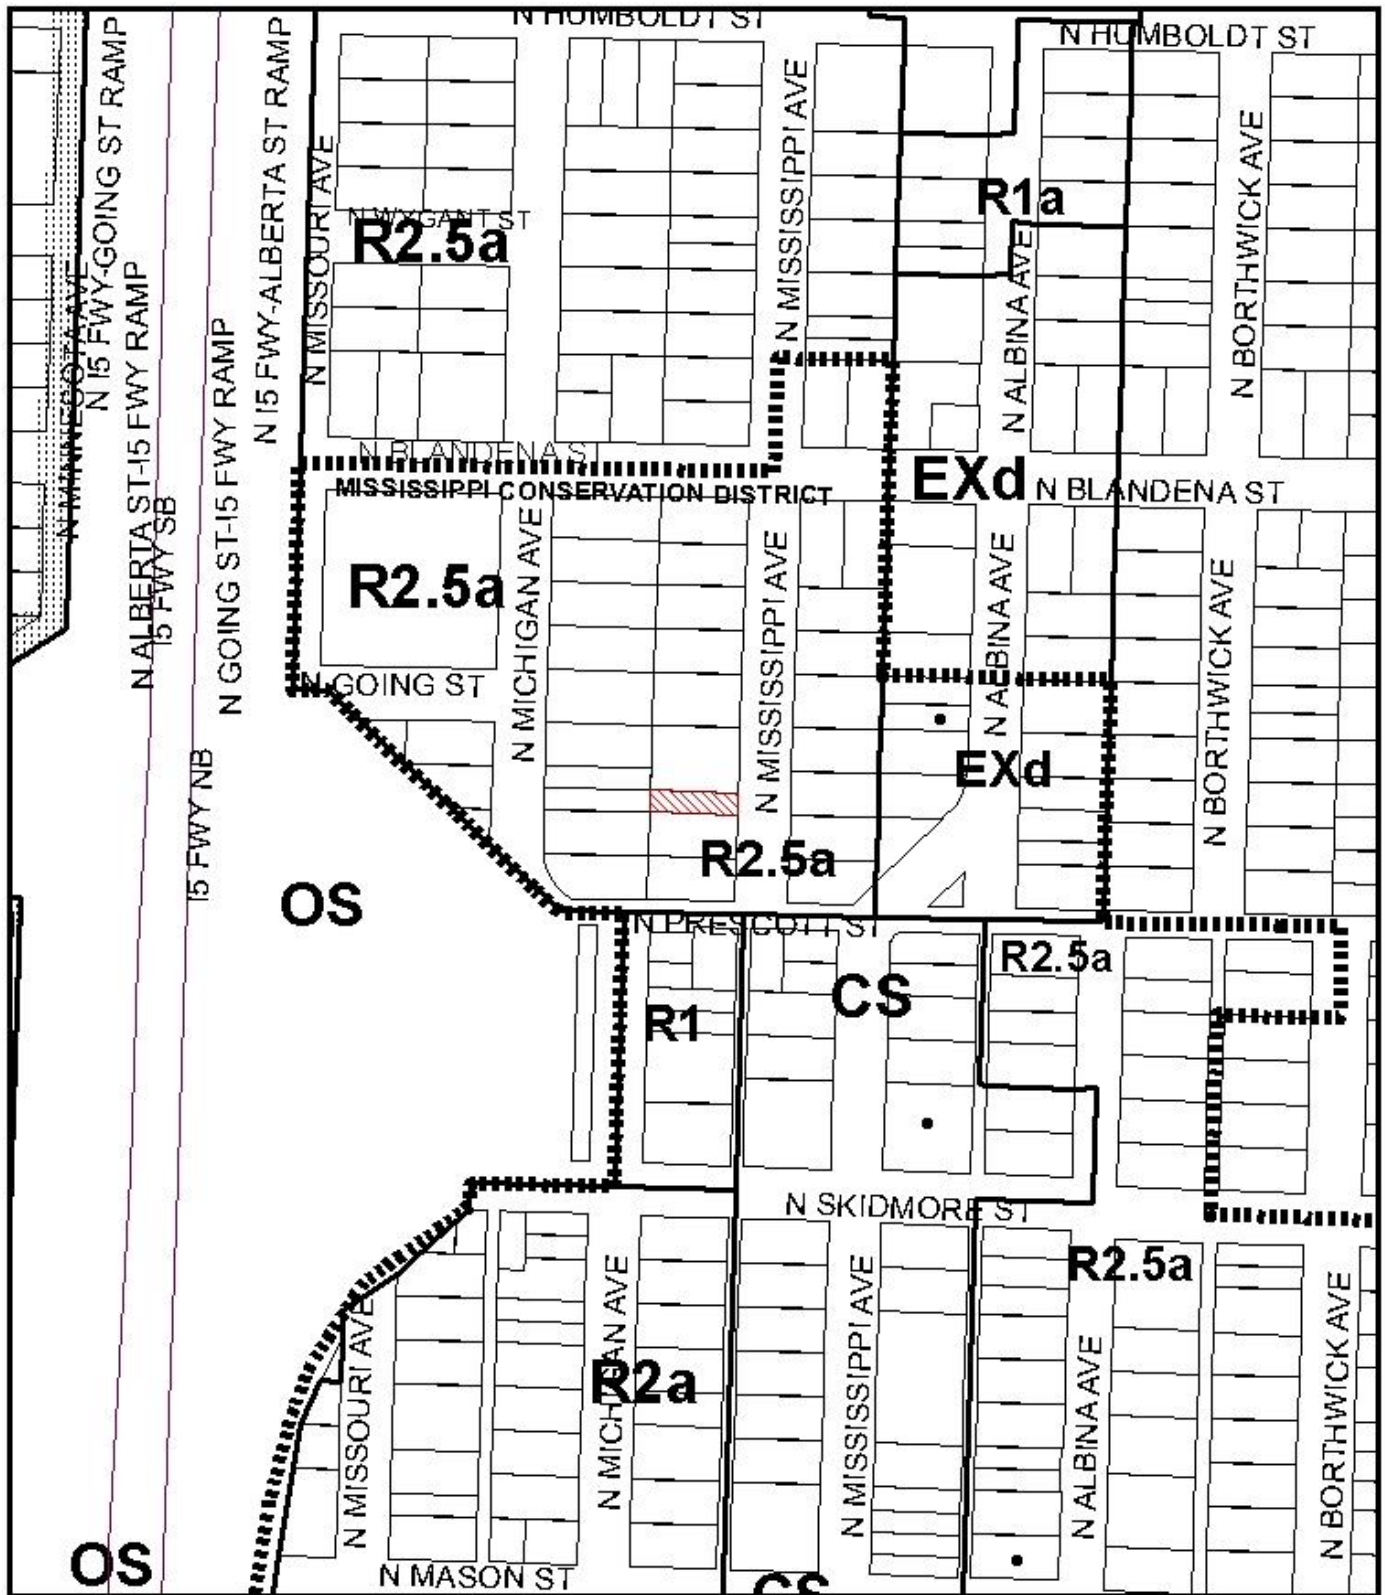 N HUMBOLDT ST
N HUMBOLDT ST
N I5 FWY-GOING ST RAMP
N I5 FWY-ALBERTA ST RAMP
N MISSOURI AVE
N MISSISSIPPI AVE
N BORTHWICK AVE
R1a
N WYGANT ST
R2.5a
N ALBINA AVE
N MINNESOTA AVE
N ALBERTA ST-I5 FWY RAMP
N GOING ST-I5 FWY RAMP
N BLANDENA ST
EXd
N BLANDENA ST
MISSISSIPPI CONSERVATION DISTRICT
I5 FWY SB
N MICHIGAN AVE
R2.5a
N MISSISSIPPI AVE
N ALBINA AVE
N BORTHWICK AVE
N GOING ST
EXd
I5 FWY NB
R2.5a
OS
N PRESCOTT ST
R2.5a
CS
R1
N SKIDMORE ST
R2.5a
N MISSOURI AVE
N MICHIGAN AVE
R2a
N MISSISSIPPI AVE
N ALBINA AVE
N BORTHWICK AVE
OS
N MASON ST
CS